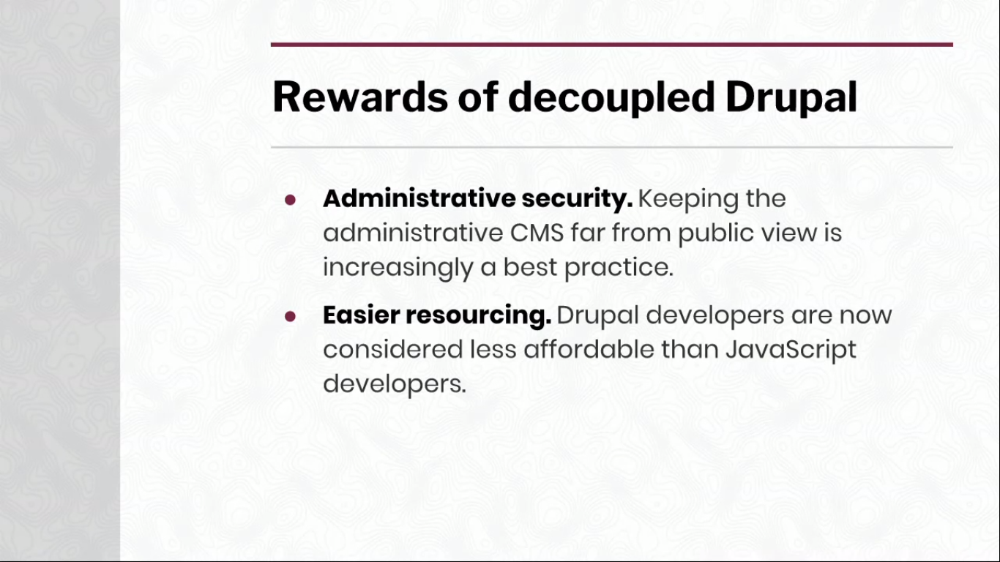 Rewards of decoupled Drupal
● Administrative security. Keeping the
administrative CMS far from public view is
increasingly a best practice.
● Easier resourcing. Drupal developers are now
considered less affordable than JavaScript
developers.